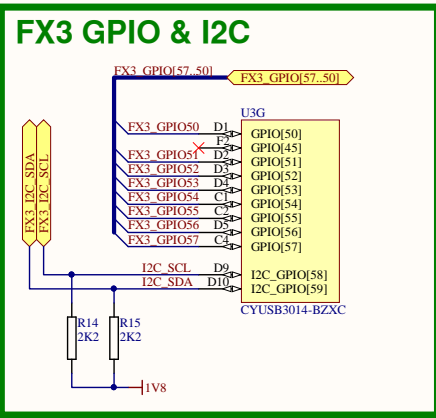 FX3 GPIO & I2C
FX3_GPIO[57..50]
FX3_GPIO[57..50]
U3G
FX3_GPIO50 D1 GPIO[50]
F2 GPIO[45]
FX3_GPIO51 D2 GPIO[51]
FX3_GPIO52 D3 GPIO[52]
FX3_GPIO53 D4 GPIO[53]
FX3_GPIO54 C1 GPIO[54]
FX3_GPIO55 C2 GPIO[55]
FX3_GPIO56 D5 GPIO[56]
FX3_GPIO57 C4 GPIO[57]
FX3_I2C_SDA
FX3_I2C_SCL
I2C_SCL D9 I2C_GPIO[58]
I2C_SDA D10 I2C_GPIO[59]
CYUSB3014-BZXC
R14 R15
2K2 2K2
1V8